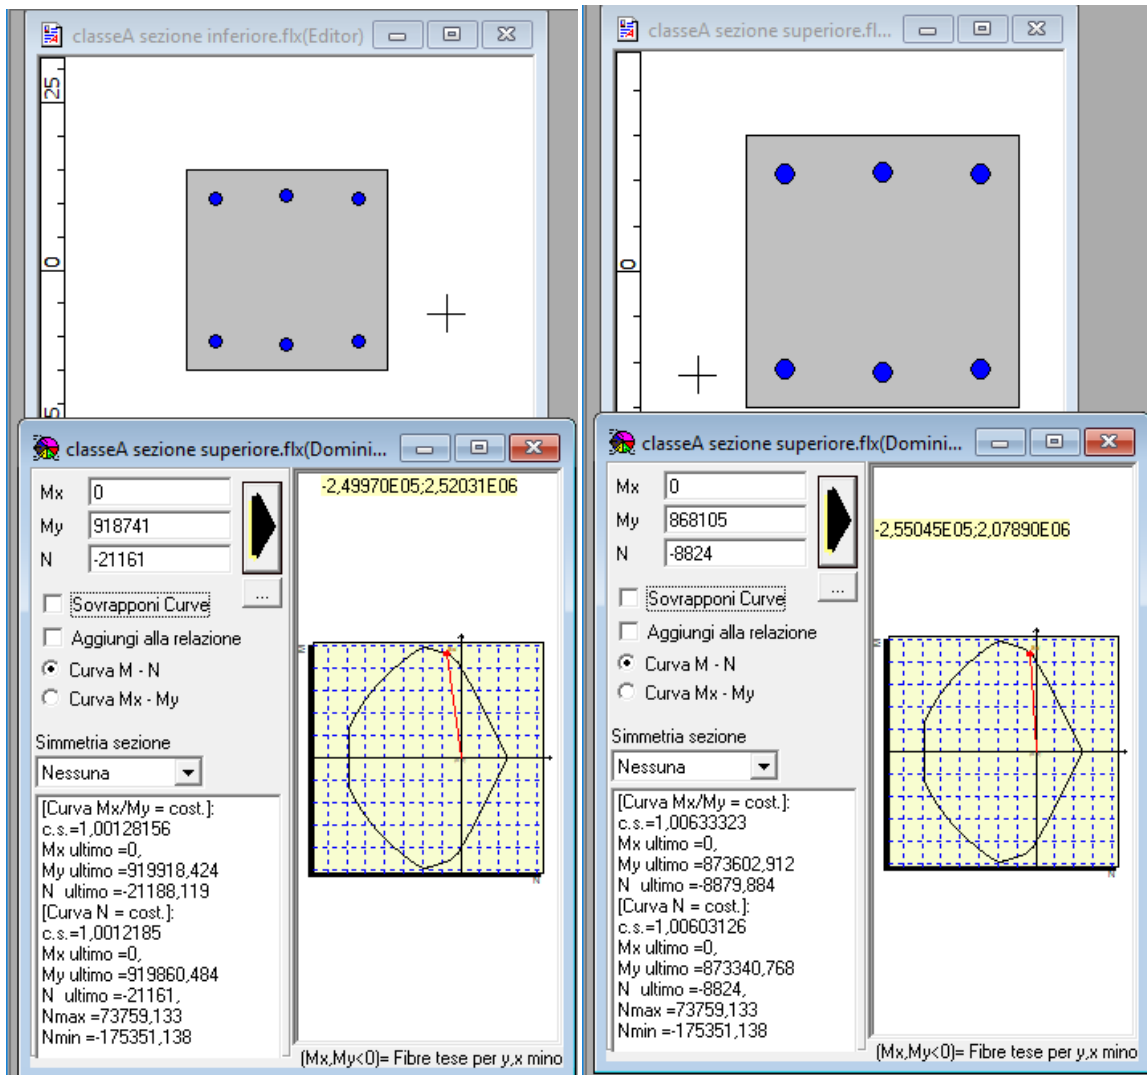 classeA sezione inferiore.flx(Editor)
25
0
5
classeA sezione superiore.flx(Domini...
Mx 0
My 918741
N -21161
...
Sovrapponi Curve
Aggiungi alla relazione
Curva M - N
Curva Mx - My
Simmetria sezione
Nessuna
[Curva Mx/My = cost.]:
c.s.=1,00128156
Mx ultimo =0,
My ultimo =919918,424
N ultimo =-21188,119
[Curva N = cost.]:
c.s.=1,0012185
Mx ultimo =0,
My ultimo =919860,484
N ultimo =-21161,
Nmax =73759,133
Nmin =-175351,138
-2,49970E05;2,52031E06
M
N
(Mx,My<0)= Fibre tese per y,x mino
classeA sezione superiore.fl...
0
classeA sezione superiore.flx(Domini...
Mx 0
My 868105
N -8824
...
Sovrapponi Curve
Aggiungi alla relazione
Curva M - N
Curva Mx - My
Simmetria sezione
Nessuna
[Curva Mx/My = cost.]:
c.s.=1,00633323
Mx ultimo =0,
My ultimo =873602,912
N ultimo =-8879,884
[Curva N = cost.]:
c.s.=1,00603126
Mx ultimo =0,
My ultimo =873340,768
N ultimo =-8824,
Nmax =73759,133
Nmin =-175351,138
-2,55045E05;2,07890E06
M
N
(Mx,My<0)= Fibre tese per y,x mino